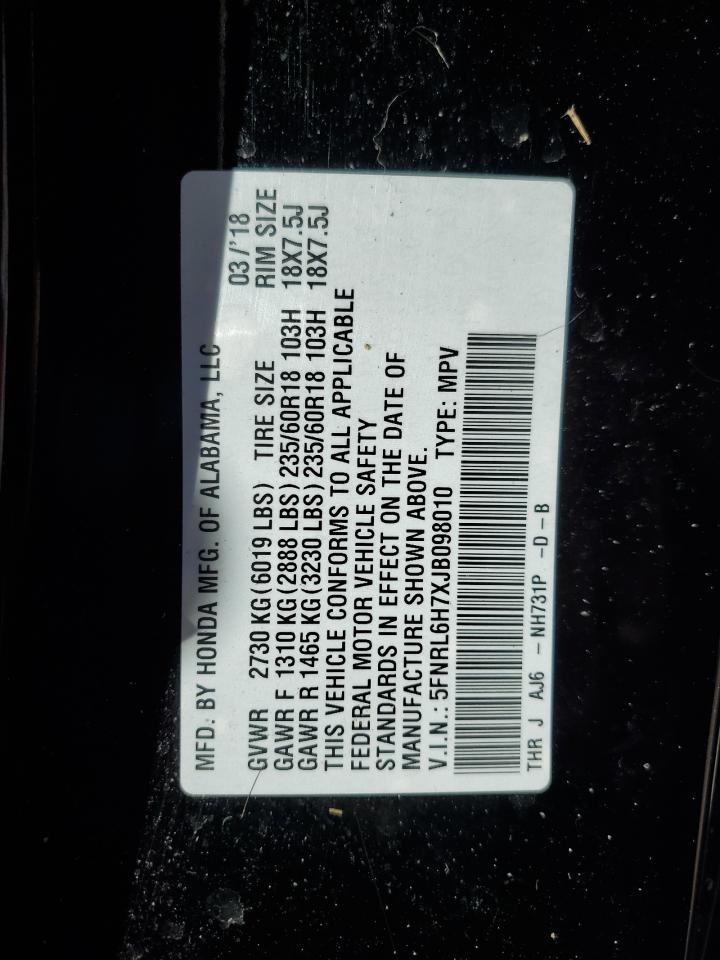 MFD. BY HONDA MFG. OF ALABAMA, LLC
03/'18
GVWR 2730 KG(6019 LBS) TIRE SIZE RIM SIZE
GAWR F 1310 KG(2888 LBS)235/60R18 103H 18X7.5J
GAWR R 1465 KG(3230 LBS)235/60R18 103H 18X7.5J
THIS VEHICLE CONFORMS TO ALL APPLICABLE
FEDERAL MOTOR VEHICLE SAFETY
STANDARDS IN EFFECT ON THE DATE OF
MANUFACTURE SHOWN ABOVE.
V.I.N.: 5FNRL6H7XJB098010 TYPE: MPV
THR J AJ6 - NH731P -D-B